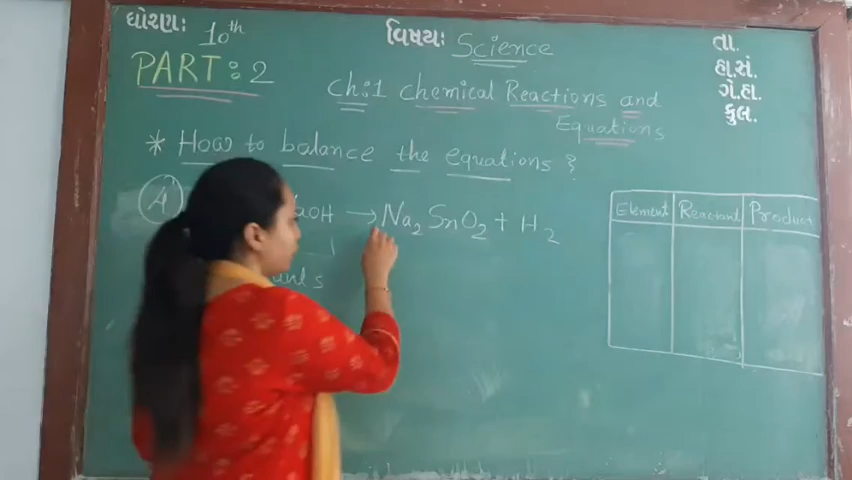 ધોરણ: 10th વિષય: Science તા.
હા.સં.
ગે.હા.
કુલ.
PART: 2
Ch:1 Chemical Reactions and
Equations
* How to balance the equations ?
(A) aOH → Na2SnO2 + H2
Element Reactant Product